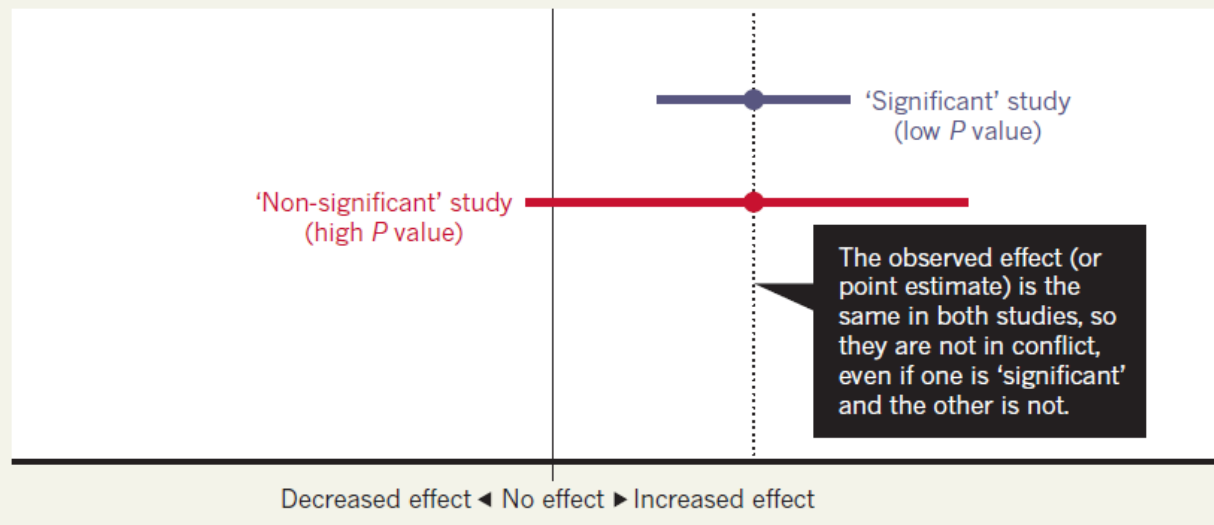 ‘Significant’ study
(low P value)
‘Non-significant’ study
(high P value)
The observed effect (or
point estimate) is the
same in both studies, so
they are not in conflict,
even if one is ‘significant’
and the other is not.
Decreased effect ◄ No effect ► Increased effect